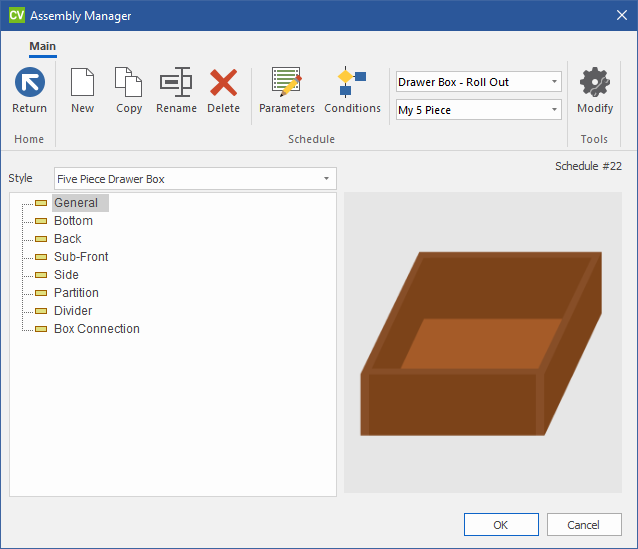 CV Assembly Manager
Main
Return New Copy Rename Delete Parameters Conditions Drawer Box - Roll Out My 5 Piece Modify
Home Schedule Tools
Schedule #22
Style Five Piece Drawer Box
General
Bottom
Back
Sub-Front
Side
Partition
Divider
Box Connection
OK Cancel